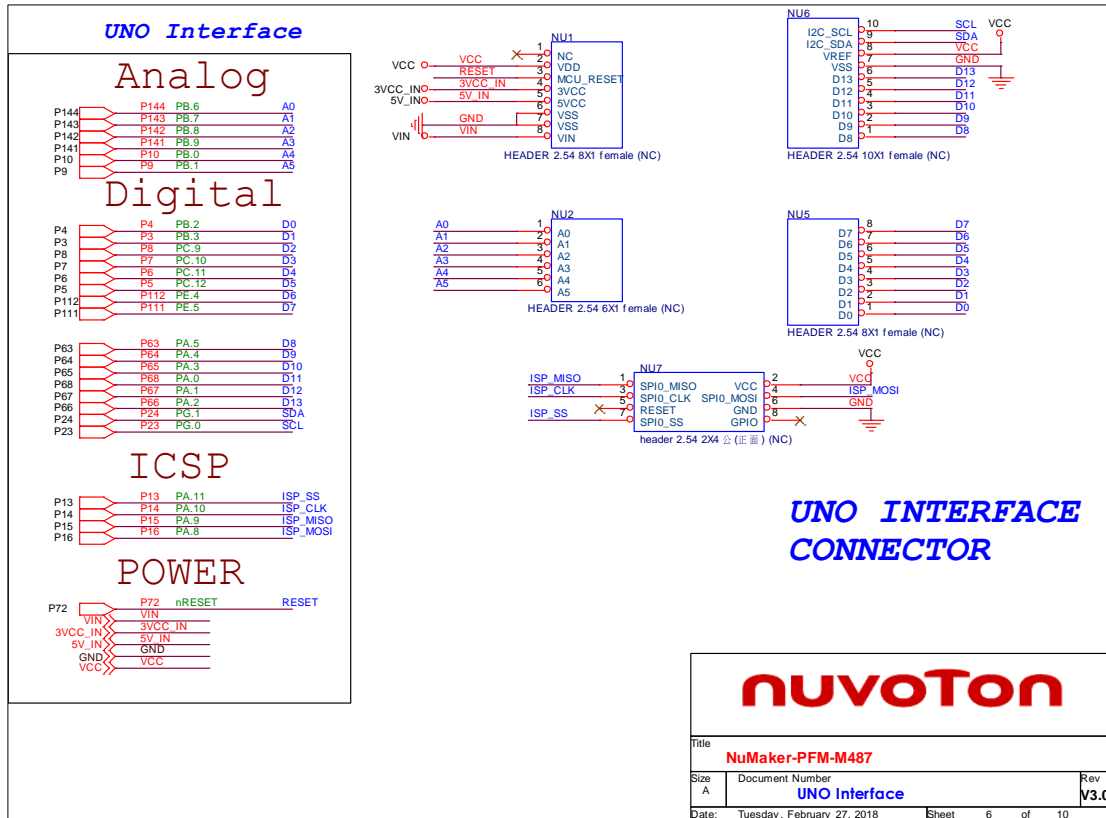 UNO Interface
Analog
P144 P144 PB.6 A0
P143 P143 PB.7 A1
P142 P142 PB.8 A2
P141 P141 PB.9 A3
P10 P10 PB.0 A4
P9 P9 PB.1 A5
Digital
P4 P4 PB.2 D0
P3 P3 PB.3 D1
P8 P8 PC.9 D2
P7 P7 PC.10 D3
P6 P6 PC.11 D4
P5 P5 PC.12 D5
P112 P112 PE.4 D6
P111 P111 PE.5 D7
P63 P63 PA.5 D8
P64 P64 PA.4 D9
P65 P65 PA.3 D10
P68 P68 PA.0 D11
P67 P67 PA.1 D12
P66 P66 PA.2 D13
P24 P24 PG.1 SDA
P23 P23 PG.0 SCL
ICSP
P13 P13 PA.11 ISP_SS
P14 P14 PA.10 ISP_CLK
P15 P15 PA.9 ISP_MISO
P16 P16 PA.8 ISP_MOSI
POWER
P72 P72 nRESET RESET
VIN VIN
3VCC_IN 3VCC_IN
5V_IN 5V_IN
GND GND
VCC VCC
NU1
1 NC
VCC VCC 2 VDD
RESET 3 MCU_RESET
3VCC_IN 3VCC_IN 4 3VCC
5V_IN 5V_IN 5 5VCC
6 VSS
GND 7 VSS
VIN VIN 8 VIN
HEADER 2.54 8X1 female (NC)
NU6
I2C_SCL 10 SCL VCC
I2C_SDA 9 SDA
VREF 8 VCC
VSS 7 GND
D13 6 D13
D12 5 D12
D11 4 D11
D10 3 D10
D9 2 D9
D8 1 D8
HEADER 2.54 10X1 female (NC)
NU2
A0 1 A0
A1 2 A1
A2 3 A2
A3 4 A3
A4 5 A4
A5 6 A5
HEADER 2.54 6X1 female (NC)
NU5
D7 8 D7
D6 7 D6
D5 6 D5
D4 5 D4
D3 4 D3
D2 3 D2
D1 2 D1
D0 1 D0
HEADER 2.54 8X1 female (NC)
VCC
NU7
ISP_MISO 1 SPI0_MISO VCC 2 VCC
ISP_CLK 3 SPI0_CLK SPI0_MOSI 4 ISP_MOSI
5 RESET GND 6 GND
ISP_SS 7 SPI0_SS GPIO 8
header 2.54 2X4 公 (正面) (NC)
UNO INTERFACE
CONNECTOR
nuvoTon
Title
NuMaker-PFM-M487
Size Document Number Rev
A UNO Interface V3.0
Date: Tuesday, February 27, 2018 Sheet 6 of 10